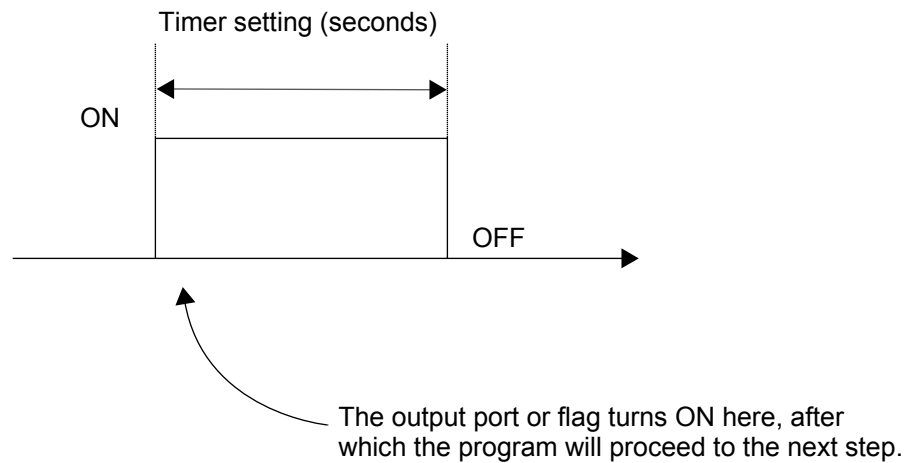 Timer setting (seconds)
ON
OFF
The output port or flag turns ON here, after
which the program will proceed to the next step.